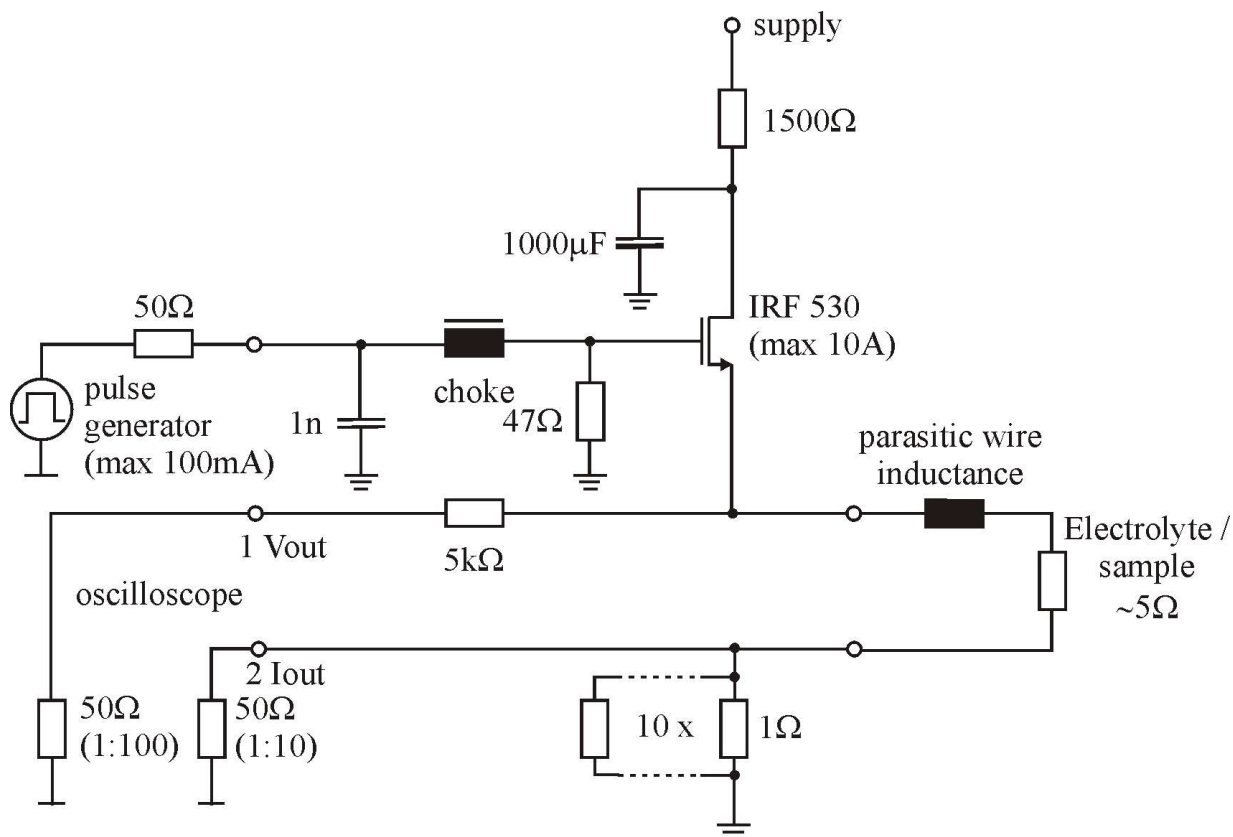 supply
1500Ω
1000μF
50Ω
IRF 530
(max 10A)
pulse
generator
(max 100mA)
choke
1n
47Ω
parasitic wire
inductance
1 Vout
5kΩ
Electrolyte /
sample
~5Ω
oscilloscope
2 Iout
50Ω
(1:100)
50Ω
(1:10)
10 x
1Ω